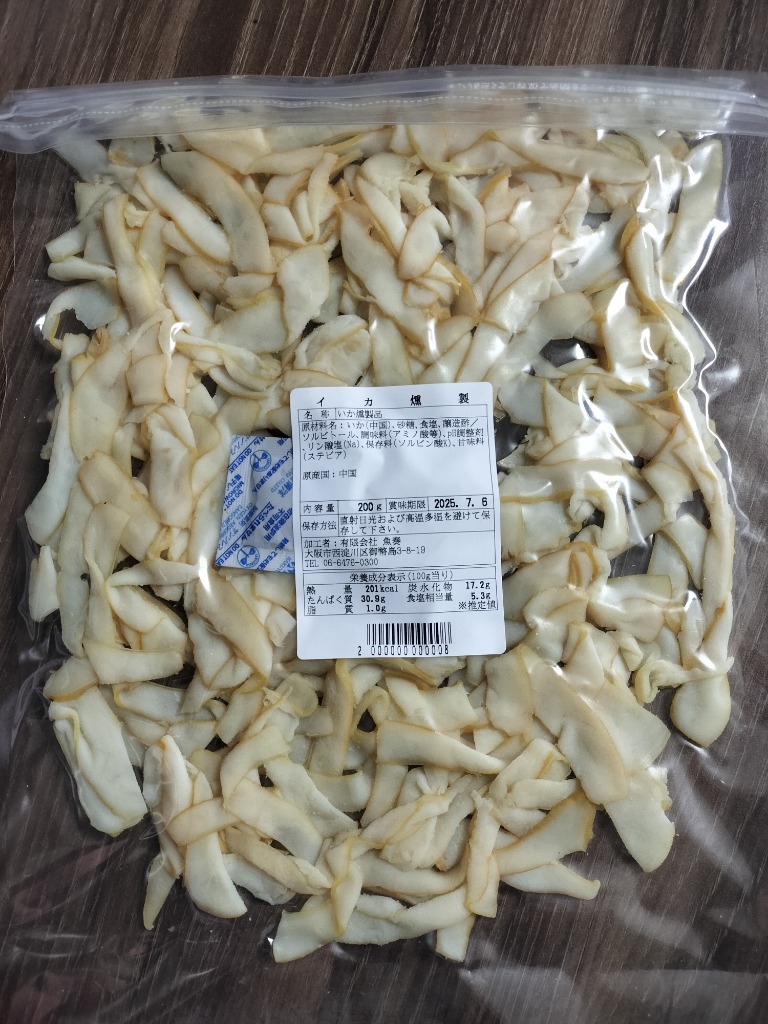 イカ燻製
名称 いか燻製品
原材料名：いか(中国)、砂糖、食塩、醸造酢／
ソルビトール、調味料(アミノ酸等)、pH調整剤
リン酸塩(Na)、保存料(ソルビン酸K)、甘味料
(ステビア)
原産国：中国
内容量 200g 賞味期限 2025. 7. 6
保存方法 直射日光および高温多湿を避けて保
存して下さい。
加工者：有限会社 魚奏
大阪市西淀川区御幣島3-8-19
TEL 06-6476-0300
栄養成分表示(100g当り)
熱量 201kcal 炭水化物 17.2g
たんぱく質 30.9g 食塩相当量 5.3g
脂質 1.0g ※推定値
2 000000 000008